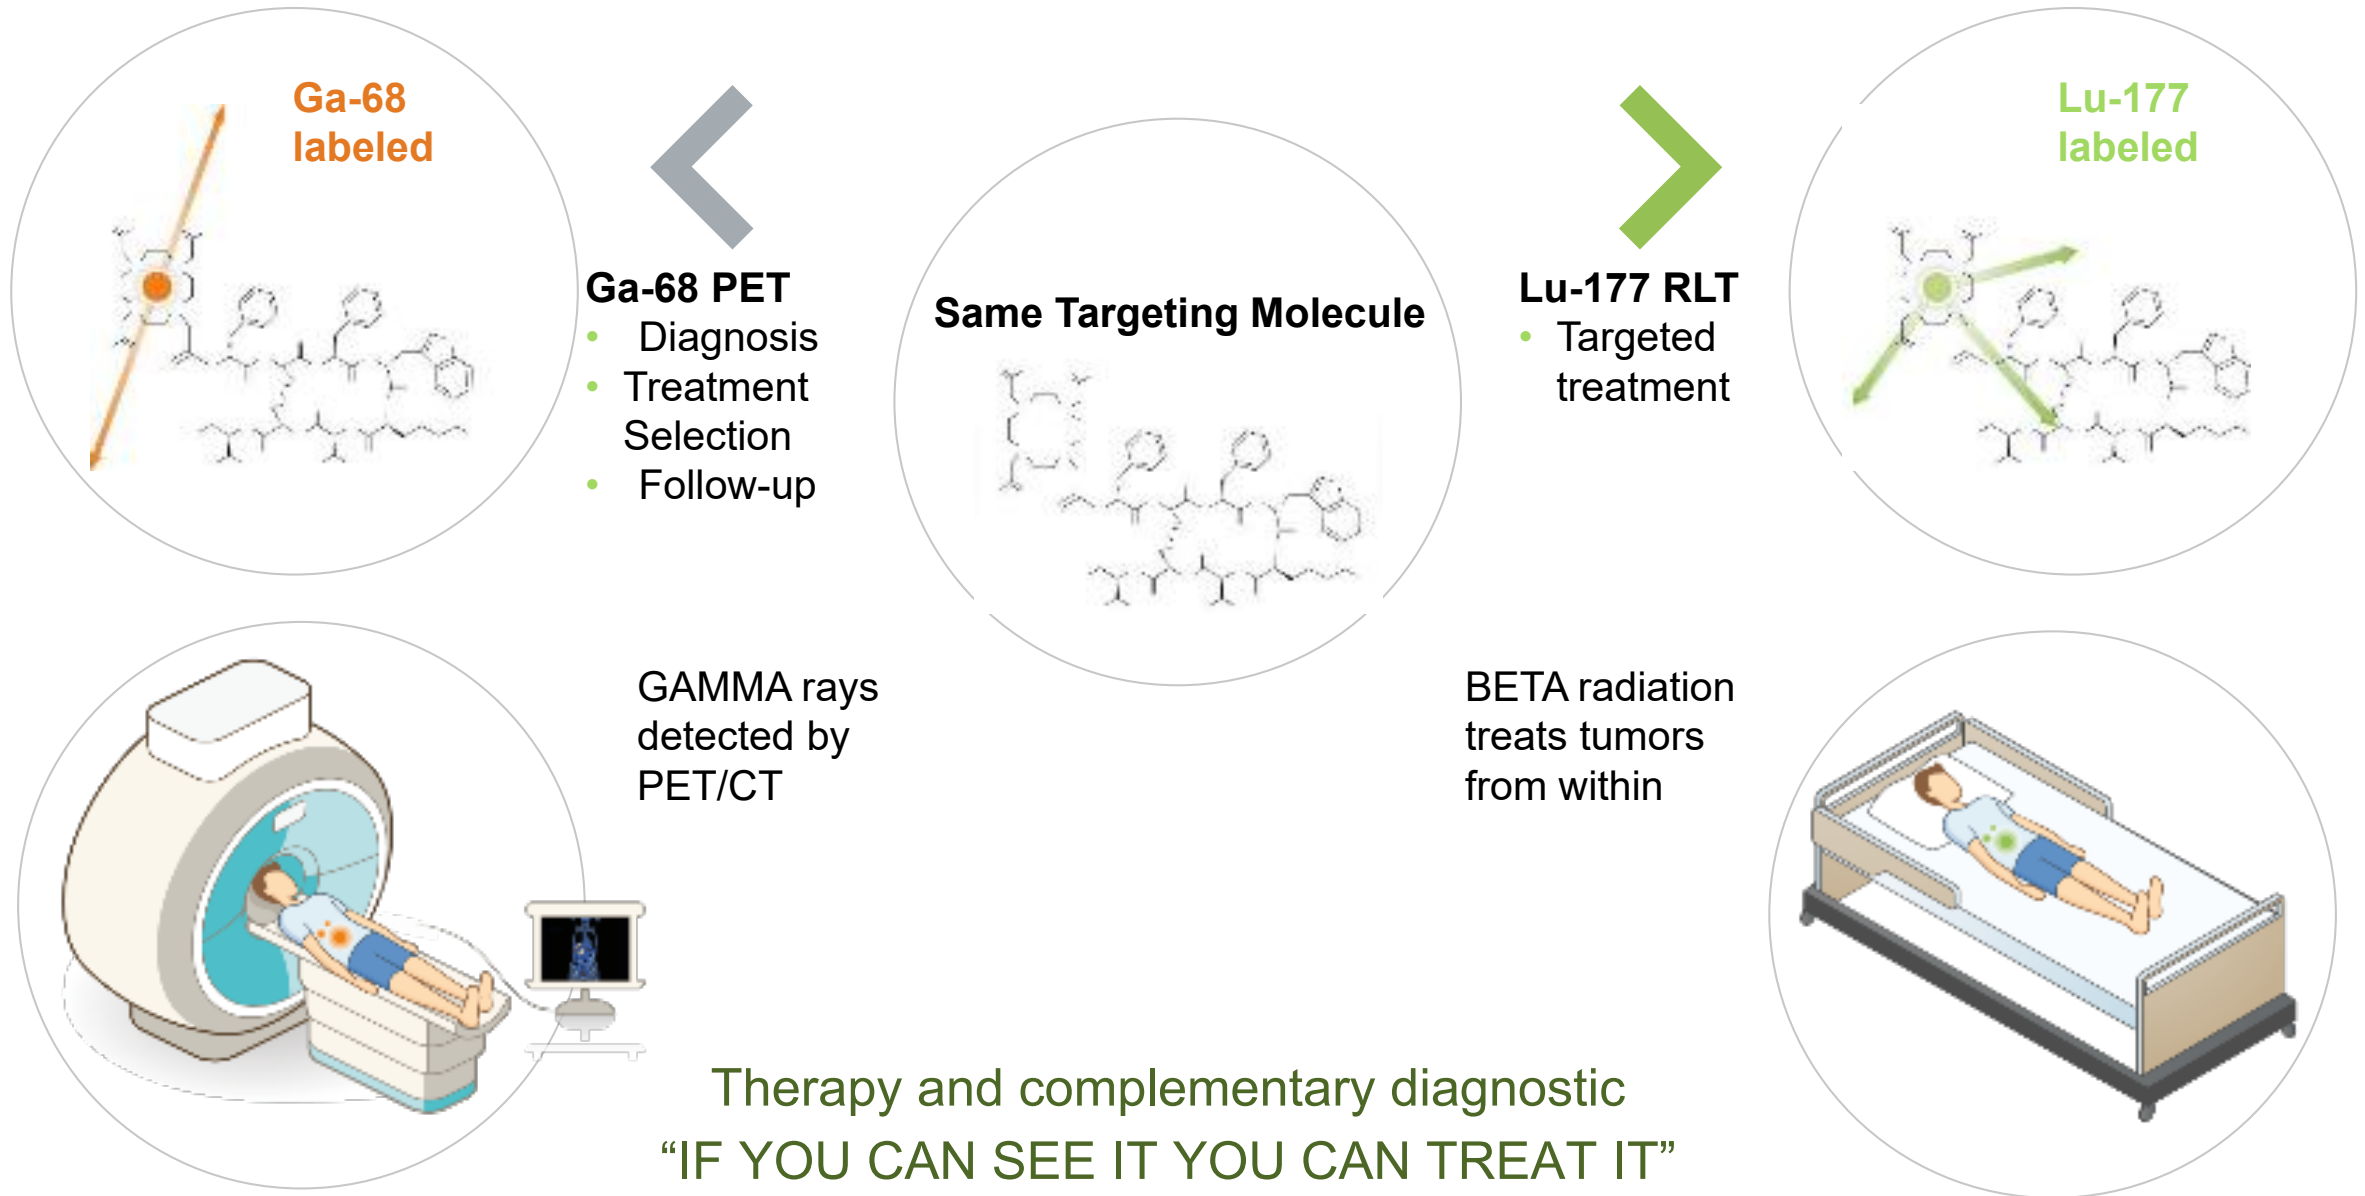 Ga-68
labeled
Ga-68 PET
• Diagnosis
• Treatment
Selection
• Follow-up
Same Targeting Molecule
Lu-177 RLT
• Targeted
treatment
Lu-177
labeled
GAMMA rays
detected by
PET/CT
BETA radiation
treats tumors
from within
Therapy and complementary diagnostic
“IF YOU CAN SEE IT YOU CAN TREAT IT”